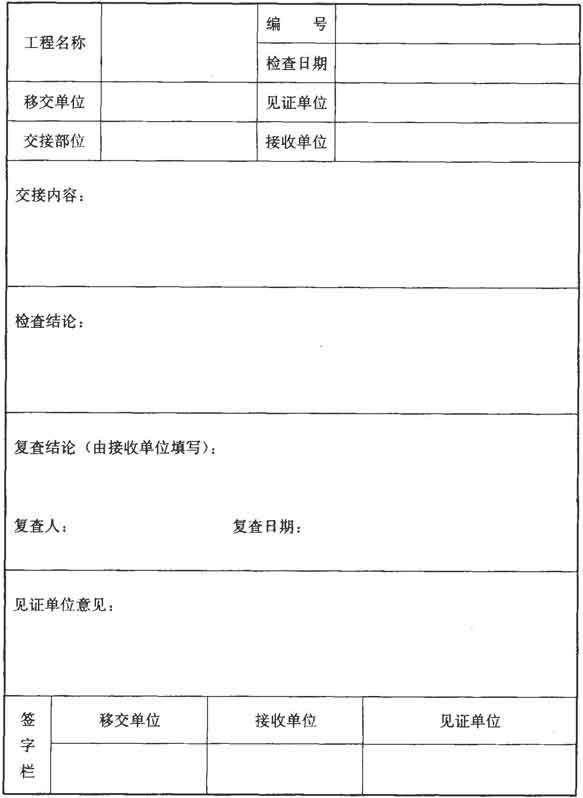 工程名称
编 号
检查日期
移交单位 见证单位
交接部位 接收单位
交接内容：
检查结论：
复查结论（由接收单位填写）：
复查人： 复查日期：
见证单位意见：
签字栏 移交单位 接收单位 见证单位